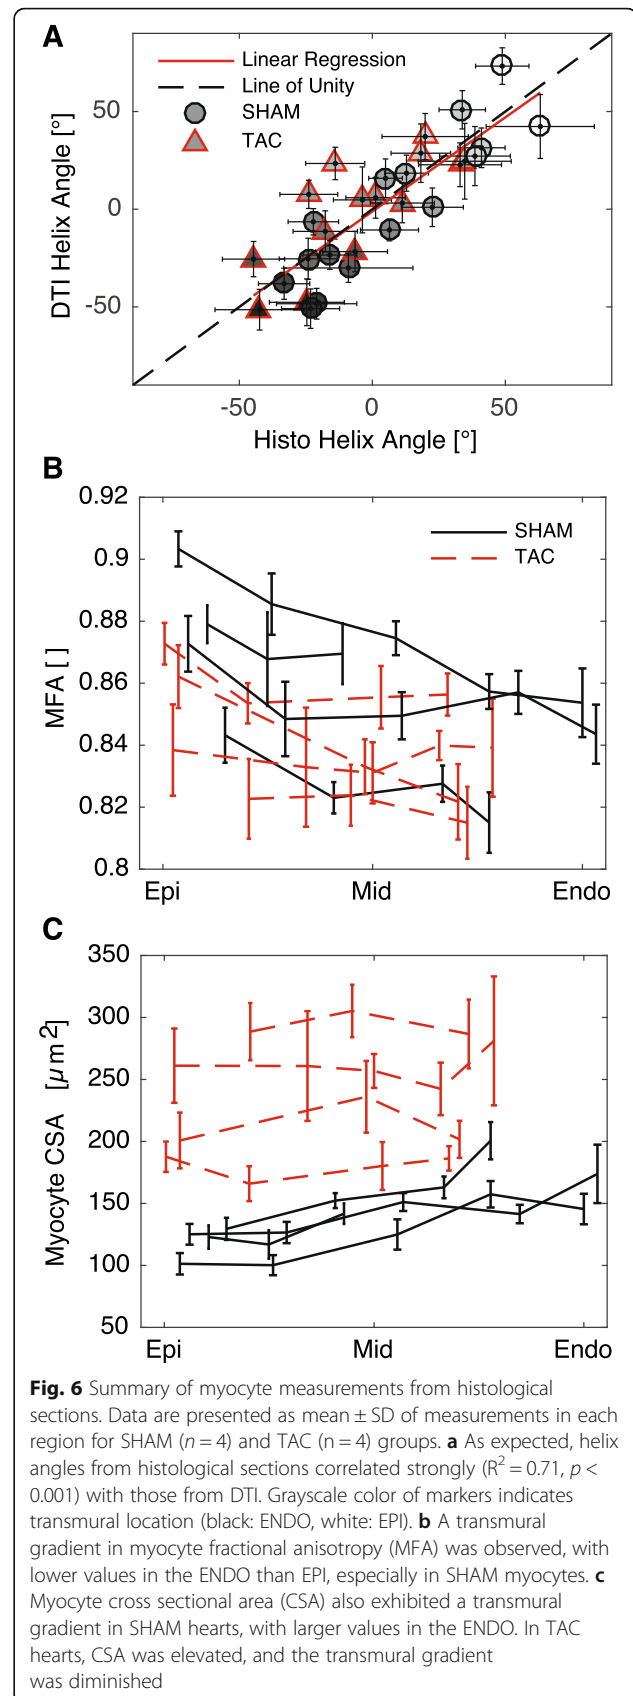 A
Linear Regression
Line of Unity
SHAM
TAC
50
0
-50
DTI Helix Angle [°]
-50
0
50
Histo Helix Angle [°]
B
0.92
0.9
0.88
0.86
0.84
0.82
0.8
MFA [ ]
SHAM
TAC
Epi
Mid
Endo
C
350
300
250
200
150
100
50
Myocyte CSA [µm2]
Epi
Mid
Endo
Fig. 6 Summary of myocyte measurements from histological
sections. Data are presented as mean ± SD of measurements in each
region for SHAM (n = 4) and TAC (n = 4) groups. a As expected, helix
angles from histological sections correlated strongly (R² = 0.71, p <
0.001) with those from DTI. Grayscale color of markers indicates
transmural location (black: ENDO, white: EPI). b A transmural
gradient in myocyte fractional anisotropy (MFA) was observed, with
lower values in the ENDO than EPI, especially in SHAM myocytes. c
Myocyte cross sectional area (CSA) also exhibited a transmural
gradient in SHAM hearts, with larger values in the ENDO. In TAC
hearts, CSA was elevated, and the transmural gradient
was diminished